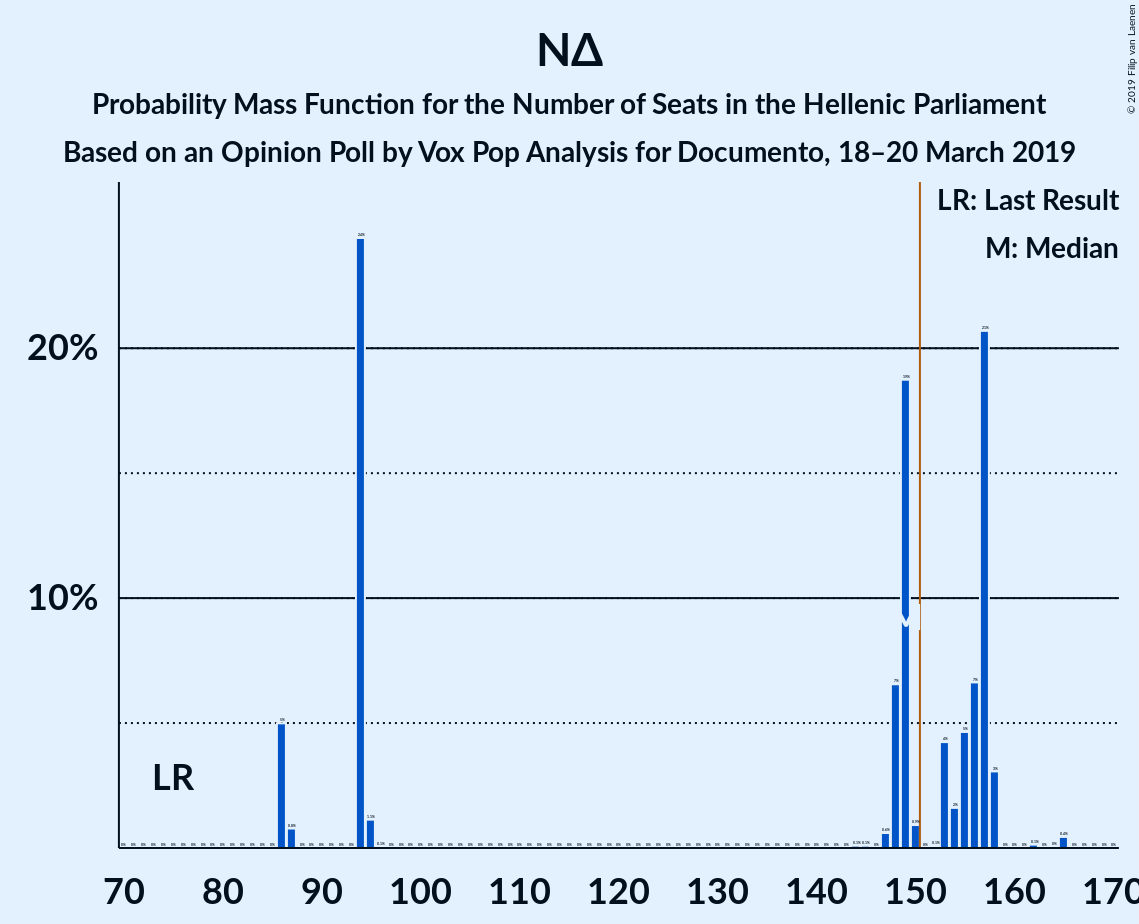 NΔ
Probability Mass Function for the Number of Seats in the Hellenic Parliament
Based on an Opinion Poll by Vox Pop Analysis for Documento, 18–20 March 2019
© 2019 Filip van Laenen
LR: Last Result
M: Median
20%
10%
LR
M
70 80 90 100 110 120 130 140 150 160 170